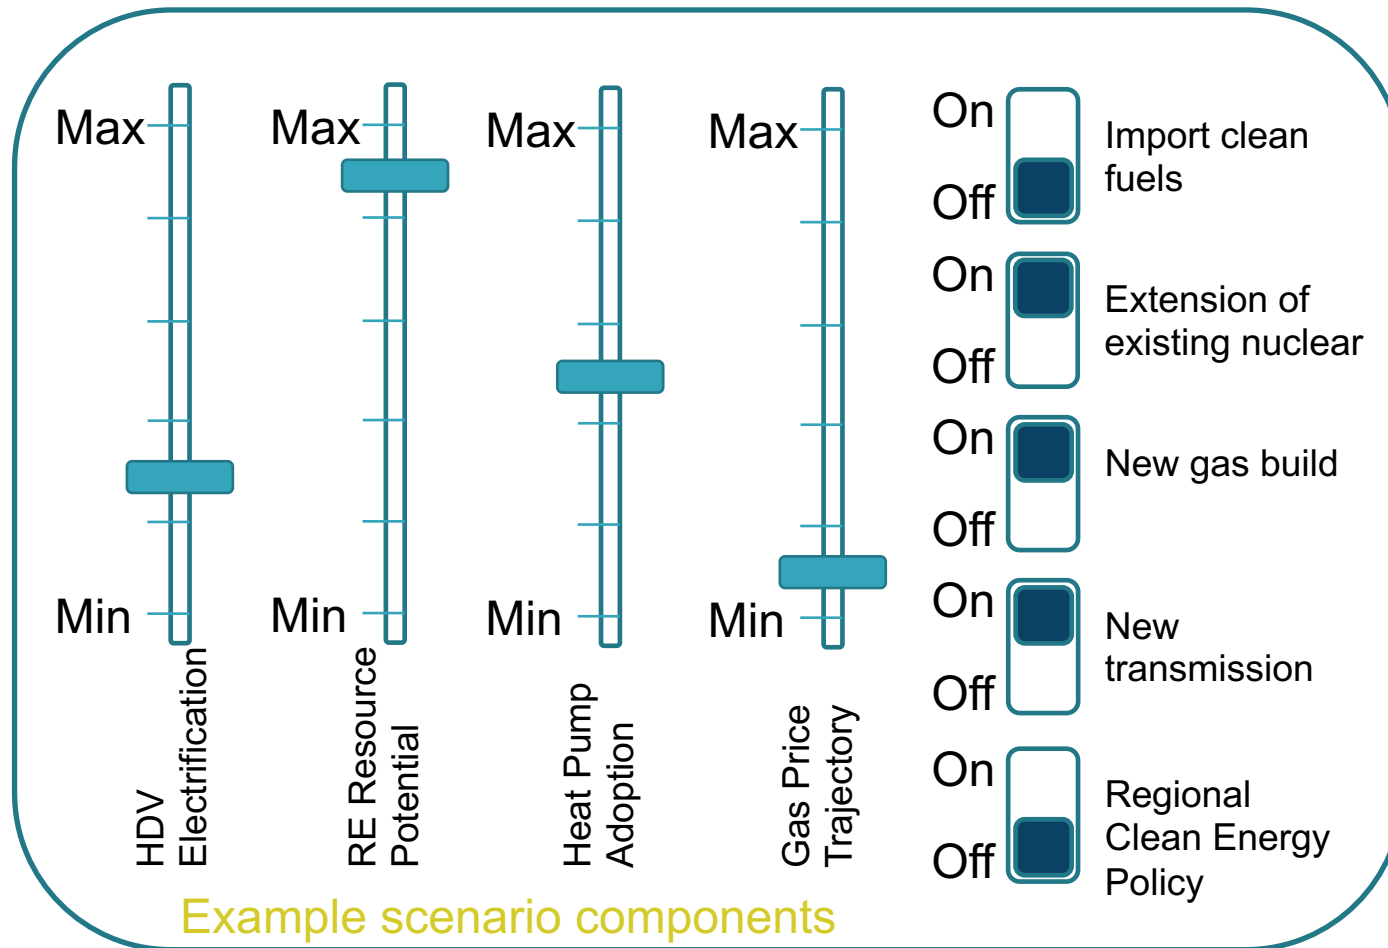 Max
Min
HDV
Electrification
Max
Min
RE Resource
Potential
Max
Min
Heat Pump
Adoption
Max
Min
Gas Price
Trajectory
On
Off
Import clean
fuels
On
Off
Extension of
existing nuclear
On
Off
New gas build
On
Off
New
transmission
On
Off
Regional
Clean Energy
Policy
Example scenario components